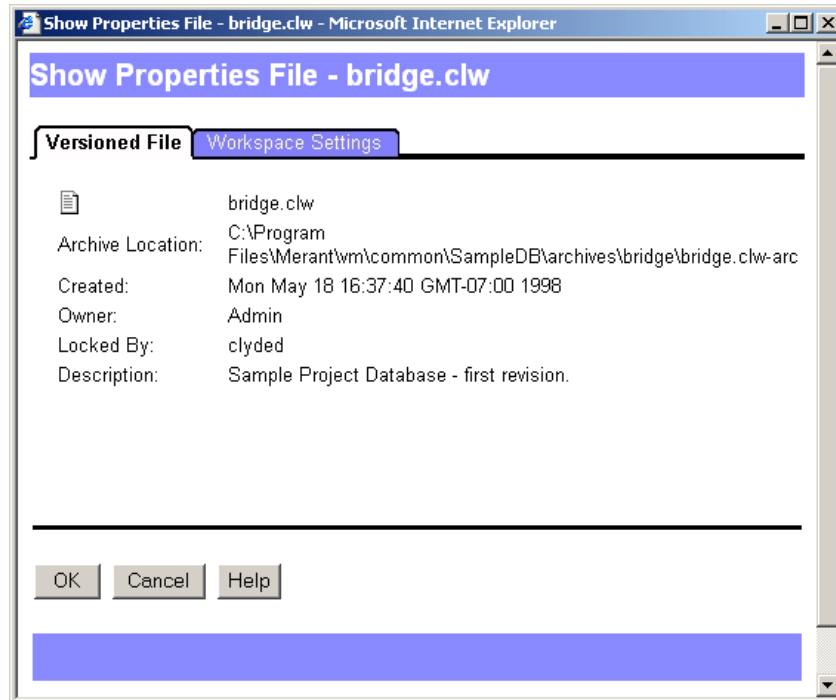 Show Properties File - bridge.clw - Microsoft Internet Explorer
Show Properties File - bridge.clw
Versioned File Workspace Settings
bridge.clw
Archive Location: C:\Program
Files\Merant\vm\common\SampleDB\archives\bridge\bridge.clw-arc
Created: Mon May 18 16:37:40 GMT-07:00 1998
Owner: Admin
Locked By: clyded
Description: Sample Project Database - first revision.
OK Cancel Help